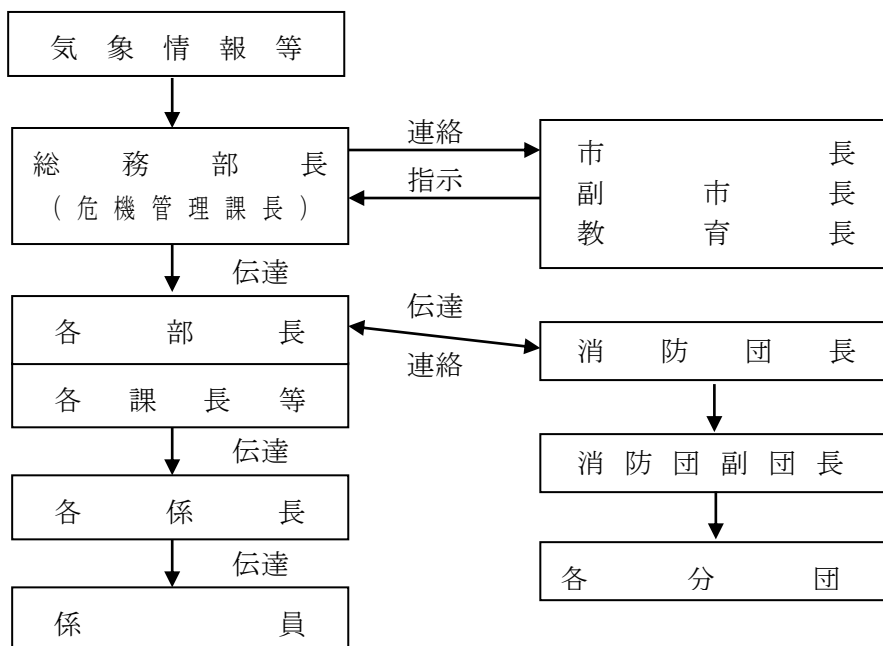 気象情報等
総務部長
（危機管理課長）
連絡
指示
市長
副市長
教育長
伝達
各部長
各課長等
伝達
連絡
消防団長
伝達
消防団副団長
各係長
伝達
各分団
係員